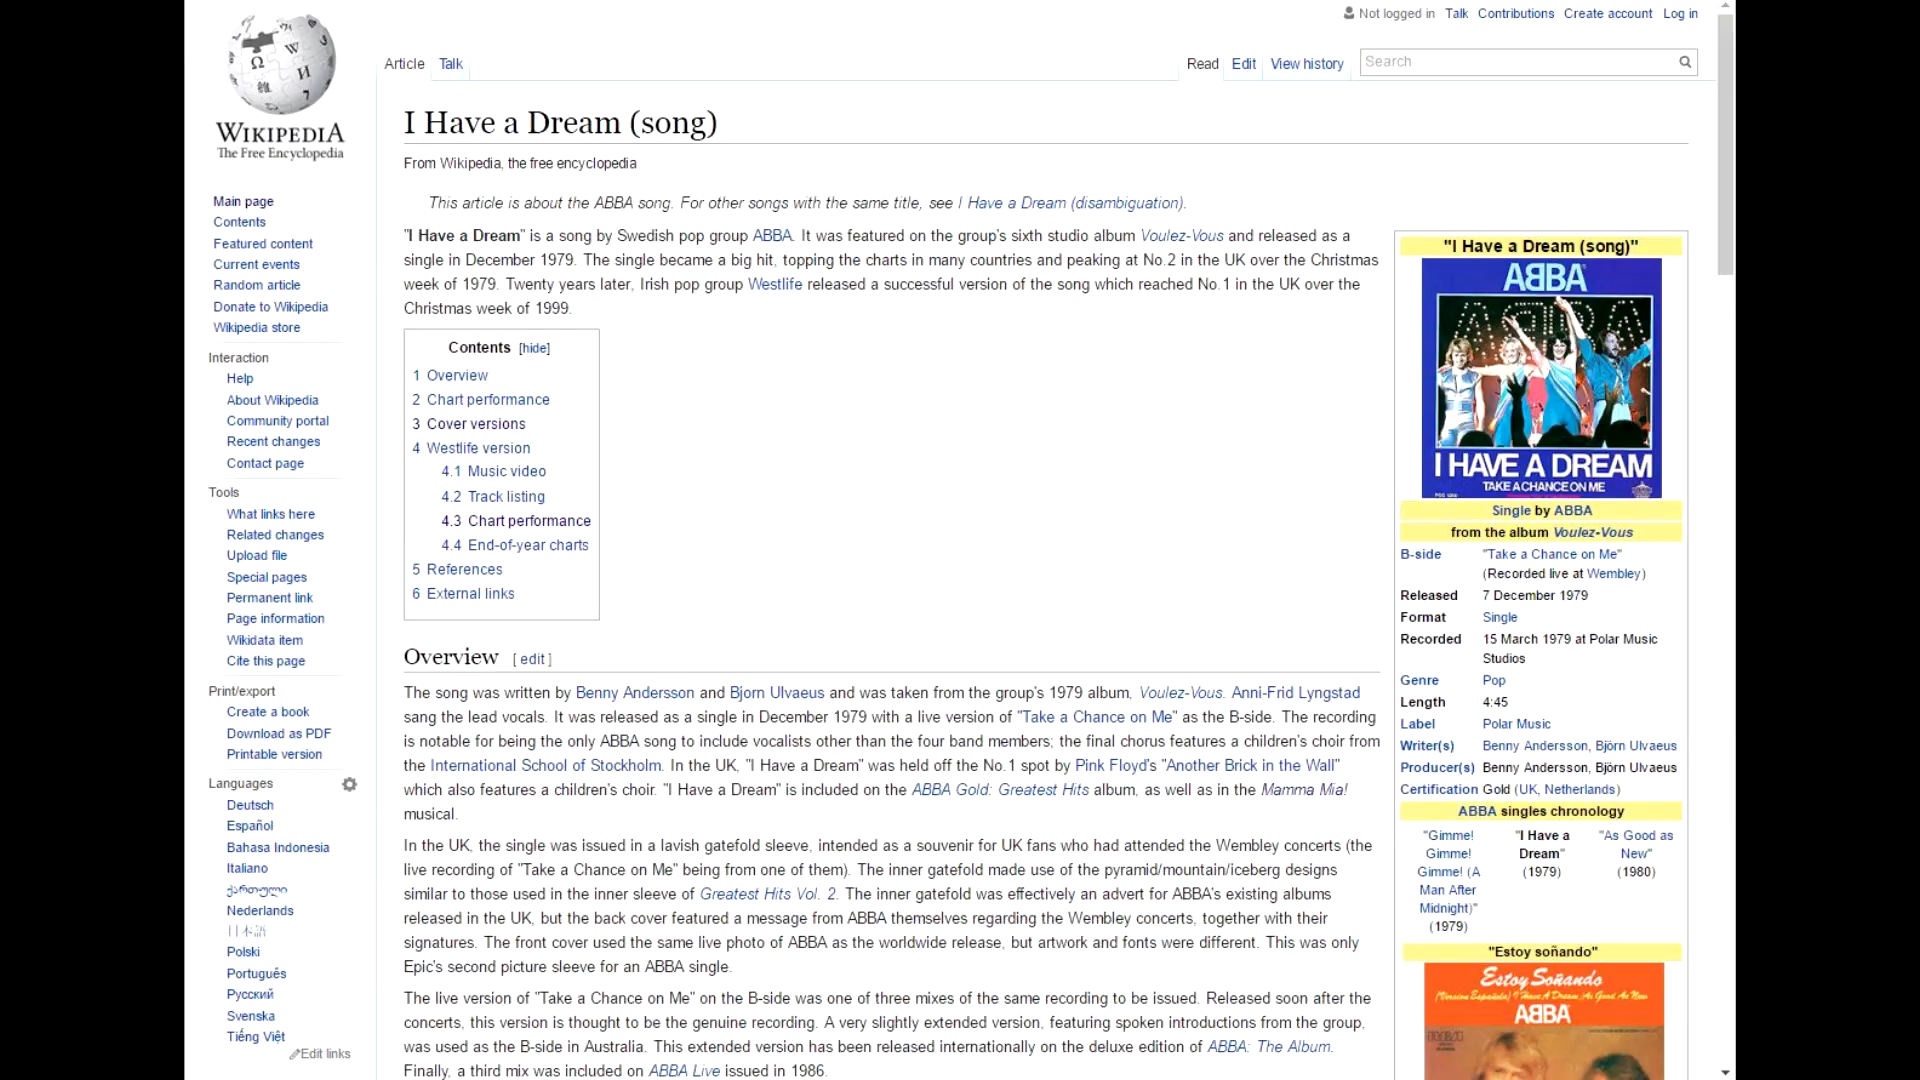 Not logged in Talk Contributions Create account Log in
Article Talk
Read Edit View history Search
WIKIPEDIA
The Free Encyclopedia
Main page
Contents
Featured content
Current events
Random article
Donate to Wikipedia
Wikipedia store
Interaction
Help
About Wikipedia
Community portal
Recent changes
Contact page
Tools
What links here
Related changes
Upload file
Special pages
Permanent link
Page information
Wikidata item
Cite this page
Print/export
Create a book
Download as PDF
Printable version
Languages
Deutsch
Español
Bahasa Indonesia
Italiano
ქართული
Nederlands
日本語
Polski
Português
Русский
Svenska
Tiếng Việt
Edit links
I Have a Dream (song)
From Wikipedia, the free encyclopedia
This article is about the ABBA song. For other songs with the same title, see I Have a Dream (disambiguation).
"I Have a Dream" is a song by Swedish pop group ABBA. It was featured on the group's sixth studio album Voulez-Vous and released as a
single in December 1979. The single became a big hit, topping the charts in many countries and peaking at No.2 in the UK over the Christmas
week of 1979. Twenty years later, Irish pop group Westlife released a successful version of the song which reached No.1 in the UK over the
Christmas week of 1999.
Contents [hide]
1 Overview
2 Chart performance
3 Cover versions
4 Westlife version
4.1 Music video
4.2 Track listing
4.3 Chart performance
4.4 End-of-year charts
5 References
6 External links
Overview [ edit ]
The song was written by Benny Andersson and Bjorn Ulvaeus and was taken from the group's 1979 album, Voulez-Vous. Anni-Frid Lyngstad
sang the lead vocals. It was released as a single in December 1979 with a live version of "Take a Chance on Me" as the B-side. The recording
is notable for being the only ABBA song to include vocalists other than the four band members; the final chorus features a children's choir from
the International School of Stockholm. In the UK, "I Have a Dream" was held off the No.1 spot by Pink Floyd's "Another Brick in the Wall"
which also features a children's choir. "I Have a Dream" is included on the ABBA Gold: Greatest Hits album, as well as in the Mamma Mia!
musical.
In the UK, the single was issued in a lavish gatefold sleeve, intended as a souvenir for UK fans who had attended the Wembley concerts (the
live recording of "Take a Chance on Me" being from one of them). The inner gatefold made use of the pyramid/mountain/iceberg designs
similar to those used in the inner sleeve of Greatest Hits Vol. 2. The inner gatefold was effectively an advert for ABBA's existing albums
released in the UK, but the back cover featured a message from ABBA themselves regarding the Wembley concerts, together with their
signatures. The front cover used the same live photo of ABBA as the worldwide release, but artwork and fonts were different. This was only
Epic's second picture sleeve for an ABBA single.
The live version of "Take a Chance on Me" on the B-side was one of three mixes of the same recording to be issued. Released soon after the
concerts, this version is thought to be the genuine recording. A very slightly extended version, featuring spoken introductions from the group,
was used as the B-side in Australia. This extended version has been released internationally on the deluxe edition of ABBA: The Album.
Finally, a third mix was included on ABBA Live issued in 1986.
"I Have a Dream (song)"
ABBA
ABBA
I HAVE A DREAM
TAKE A CHANCE ON ME
Single by ABBA
from the album Voulez-Vous
B-side "Take a Chance on Me"
(Recorded live at Wembley)
Released 7 December 1979
Format Single
Recorded 15 March 1979 at Polar Music
Studios
Genre Pop
Length 4:45
Label Polar Music
Writer(s) Benny Andersson, Björn Ulvaeus
Producer(s) Benny Andersson, Björn Ulvaeus
Certification Gold (UK, Netherlands)
ABBA singles chronology
"Gimme!
Gimme!
Gimme! (A
Man After
Midnight)"
(1979)
"I Have a
Dream"
(1979)
"As Good as
New"
(1980)
"Estoy soñando"
Estoy Soñando
(Version Española) I Have A Dream, As Good As New
ABBA